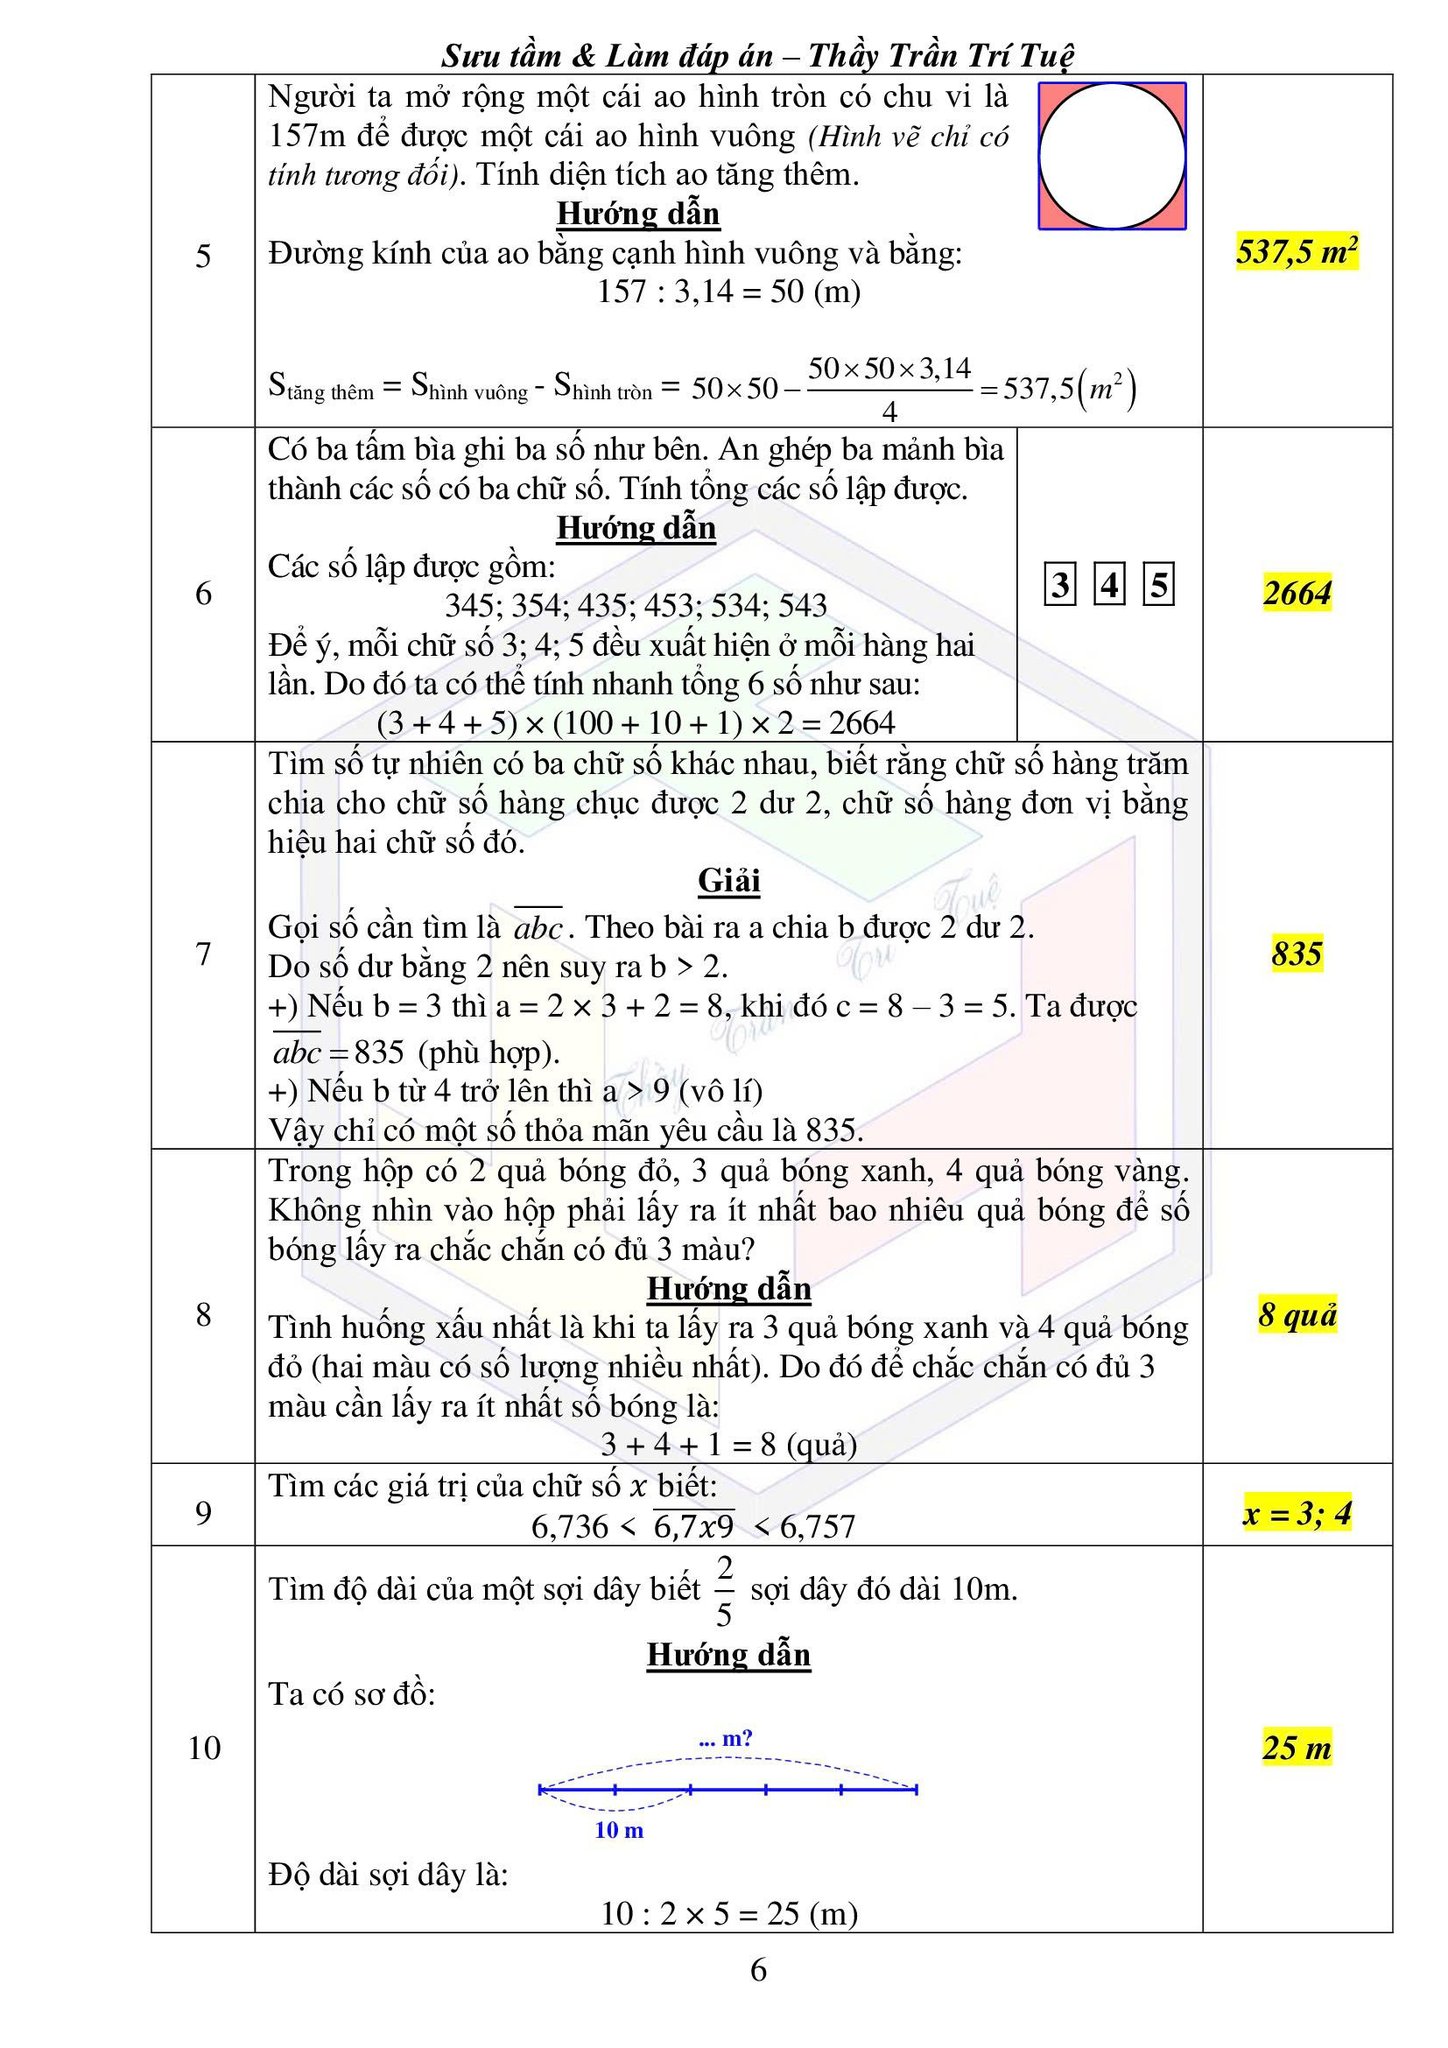 Sưu tầm & Làm đáp án – Thầy Trần Trí Tuệ
5
Người ta mở rộng một cái ao hình tròn có chu vi là
157m để được một cái ao hình vuông (Hình vẽ chỉ có
tính tương đối). Tính diện tích ao tăng thêm.
Hướng dẫn
Đường kính của ao bằng cạnh hình vuông và bằng:
157 : 3,14 = 50 (m)
S tăng thêm = S hình vuông - S hình tròn = 50×50 − (50×50×3,14)/4 = 537,5(m²)
537,5 m²
6
Có ba tấm bìa ghi ba số như bên. An ghép ba mảnh bìa
thành các số có ba chữ số. Tính tổng các số lập được.
Hướng dẫn
Các số lập được gồm:
345; 354; 435; 453; 534; 543
Để ý, mỗi chữ số 3; 4; 5 đều xuất hiện ở mỗi hàng hai
lần. Do đó ta có thể tính nhanh tổng 6 số như sau:
(3 + 4 + 5) × (100 + 10 + 1) × 2 = 2664
3 4 5
2664
7
Tìm số tự nhiên có ba chữ số khác nhau, biết rằng chữ số hàng trăm
chia cho chữ số hàng chục được 2 dư 2, chữ số hàng đơn vị bằng
hiệu hai chữ số đó.
Giải
Gọi số cần tìm là abc. Theo bài ra a chia b được 2 dư 2.
Do số dư bằng 2 nên suy ra b > 2.
+) Nếu b = 3 thì a = 2 × 3 + 2 = 8, khi đó c = 8 – 3 = 5. Ta được
abc = 835 (phù hợp).
+) Nếu b từ 4 trở lên thì a > 9 (vô lí)
Vậy chỉ có một số thỏa mãn yêu cầu là 835.
835
Thầy Trần Trí Tuệ
8
Trong hộp có 2 quả bóng đỏ, 3 quả bóng xanh, 4 quả bóng vàng.
Không nhìn vào hộp phải lấy ra ít nhất bao nhiêu quả bóng để số
bóng lấy ra chắc chắn có đủ 3 màu?
Hướng dẫn
Tình huống xấu nhất là khi ta lấy ra 3 quả bóng xanh và 4 quả bóng
đỏ (hai màu có số lượng nhiều nhất). Do đó để chắc chắn có đủ 3
màu cần lấy ra ít nhất số bóng là:
3 + 4 + 1 = 8 (quả)
8 quả
9
Tìm các giá trị của chữ số x biết:
6,736 < 6,7x9 < 6,757
x = 3; 4
10
Tìm độ dài của một sợi dây biết 2/5 sợi dây đó dài 10m.
Hướng dẫn
Ta có sơ đồ:
... m?
10 m
Độ dài sợi dây là:
10 : 2 × 5 = 25 (m)
25 m
6